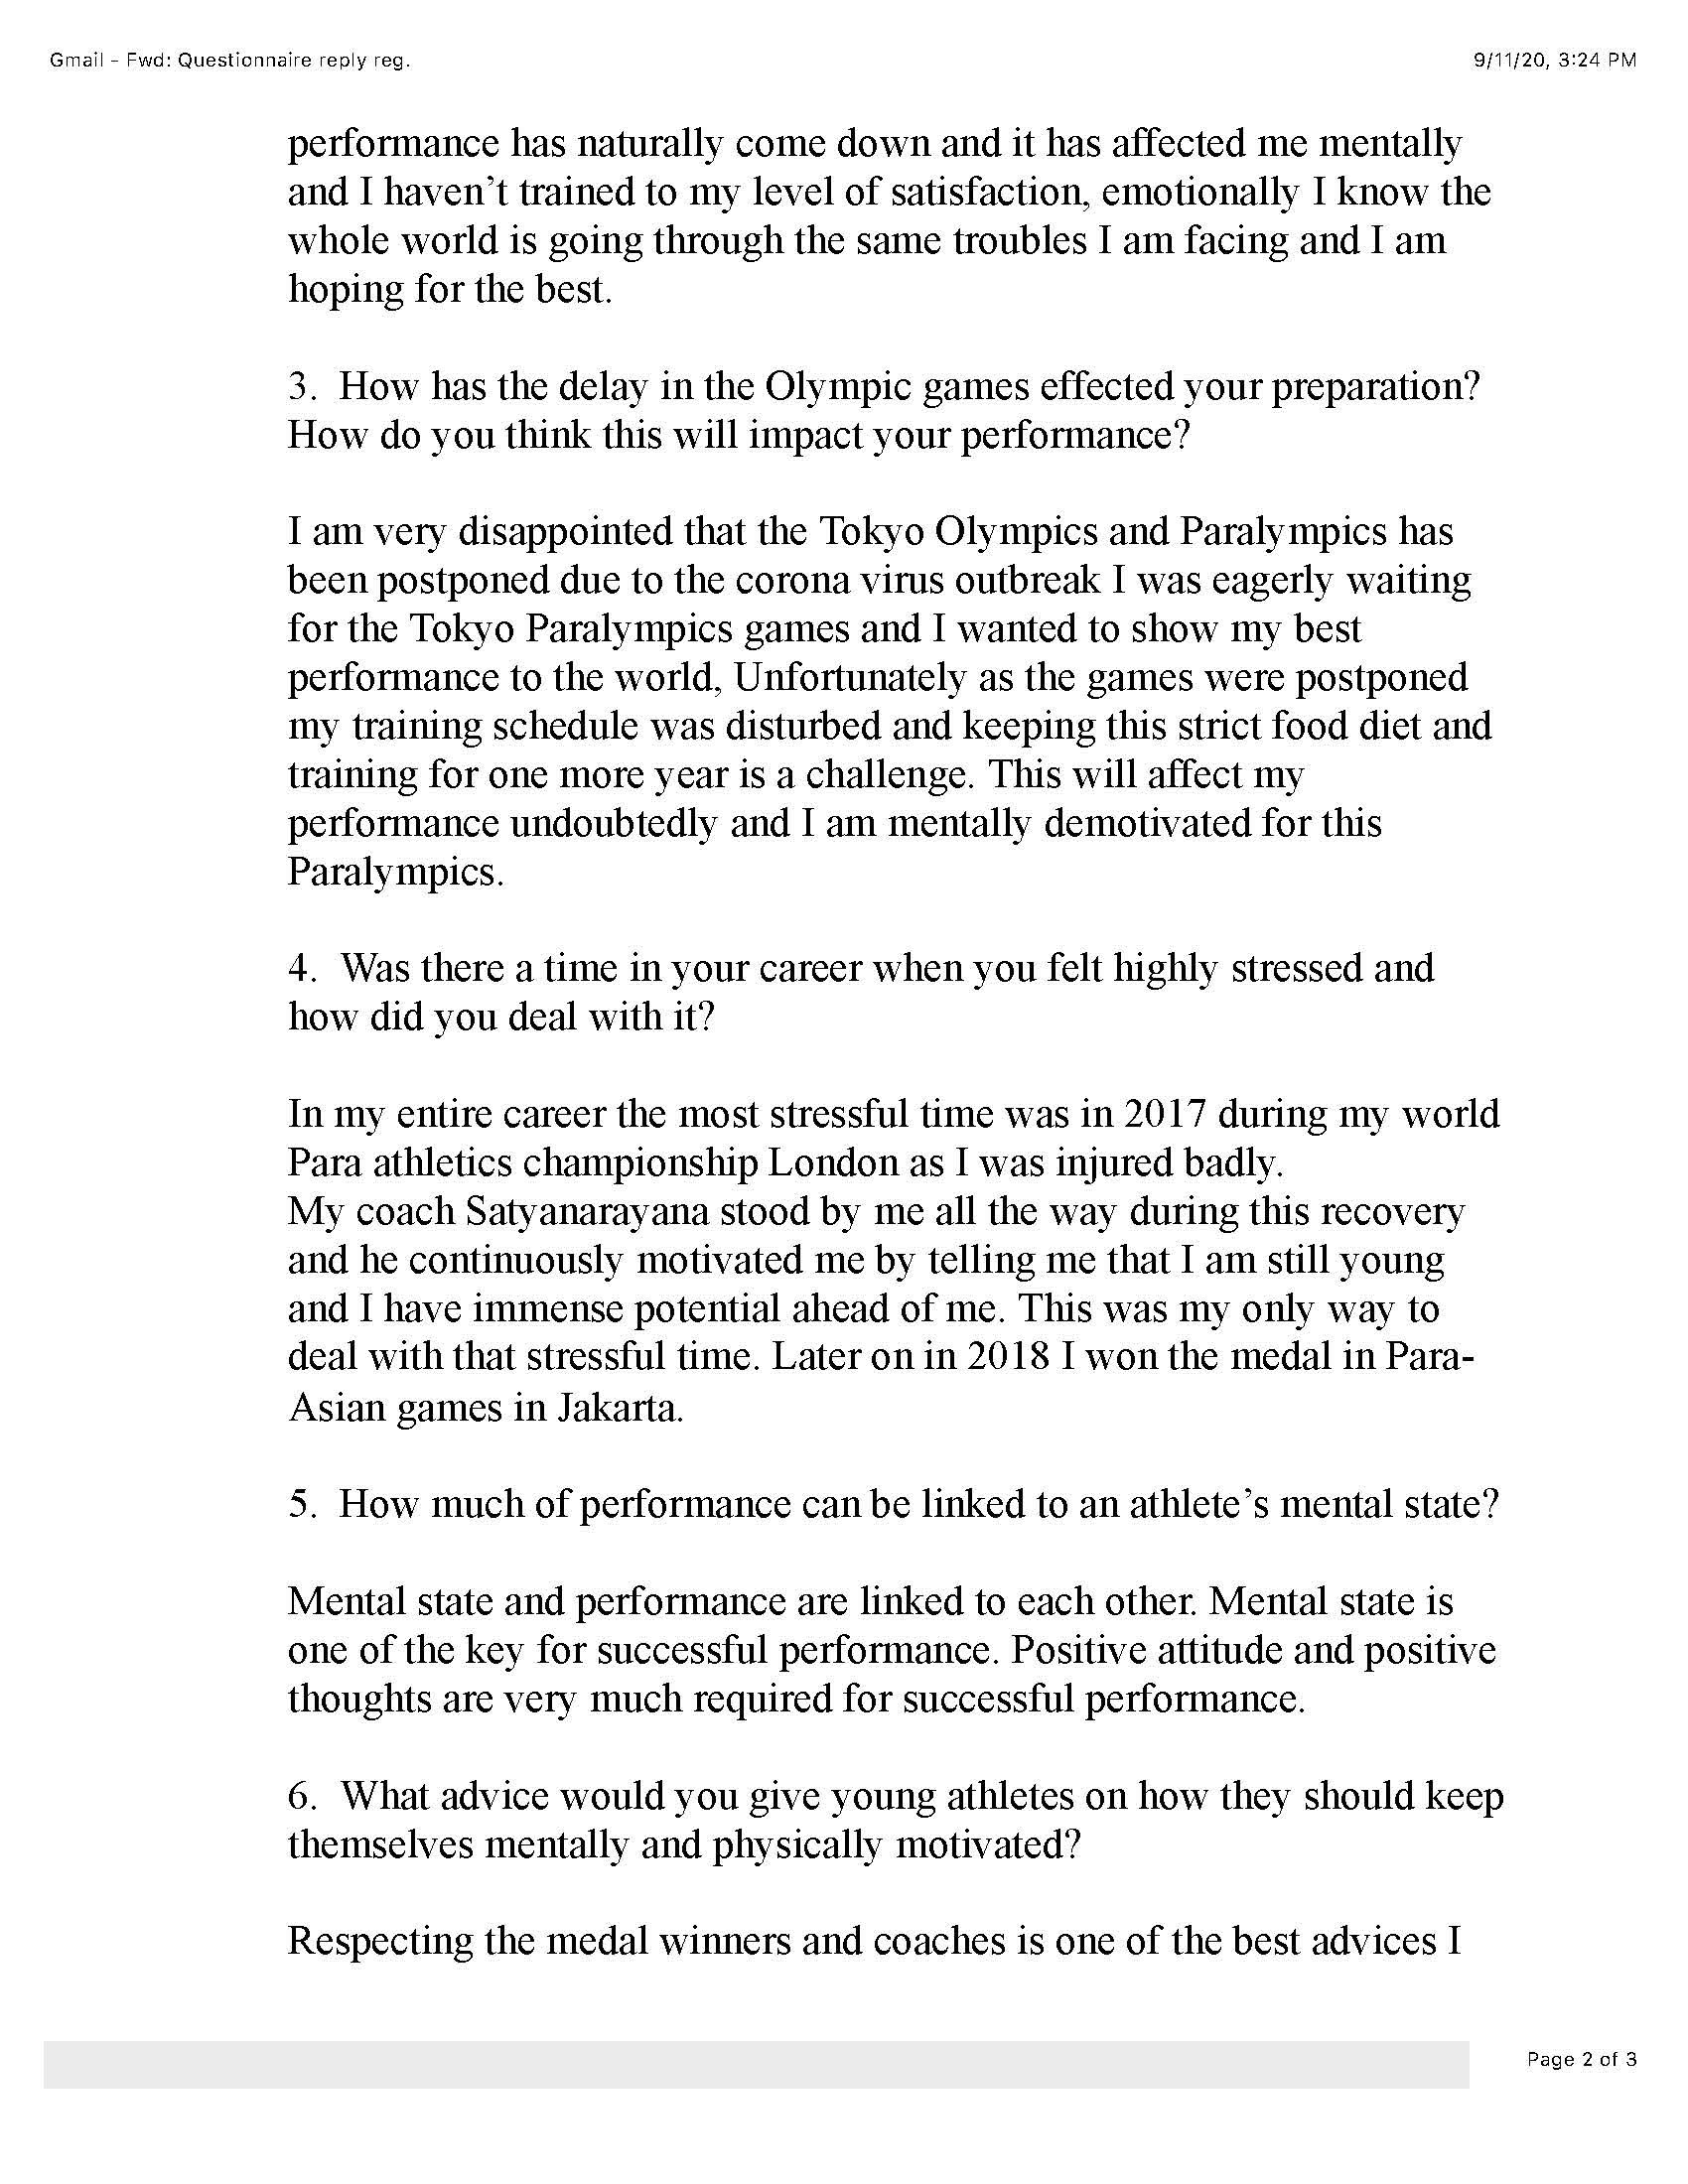 Gmail - Fwd: Questionnaire reply reg.
9/11/20, 3:24 PM
performance has naturally come down and it has affected me mentally
and I haven’t trained to my level of satisfaction, emotionally I know the
whole world is going through the same troubles I am facing and I am
hoping for the best.
3. How has the delay in the Olympic games effected your preparation?
How do you think this will impact your performance?
I am very disappointed that the Tokyo Olympics and Paralympics has
been postponed due to the corona virus outbreak I was eagerly waiting
for the Tokyo Paralympics games and I wanted to show my best
performance to the world, Unfortunately as the games were postponed
my training schedule was disturbed and keeping this strict food diet and
training for one more year is a challenge. This will affect my
performance undoubtedly and I am mentally demotivated for this
Paralympics.
4. Was there a time in your career when you felt highly stressed and
how did you deal with it?
In my entire career the most stressful time was in 2017 during my world
Para athletics championship London as I was injured badly.
My coach Satyanarayana stood by me all the way during this recovery
and he continuously motivated me by telling me that I am still young
and I have immense potential ahead of me. This was my only way to
deal with that stressful time. Later on in 2018 I won the medal in Para-
Asian games in Jakarta.
5. How much of performance can be linked to an athlete’s mental state?
Mental state and performance are linked to each other. Mental state is
one of the key for successful performance. Positive attitude and positive
thoughts are very much required for successful performance.
6. What advice would you give young athletes on how they should keep
themselves mentally and physically motivated?
Respecting the medal winners and coaches is one of the best advices I
Page 2 of 3